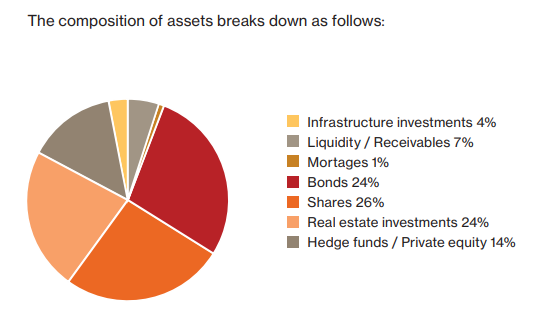 The composition of assets breaks down as follows:
Infrastructure investments 4%
Liquidity / Receivables 7%
Mortages 1%
Bonds 24%
Shares 26%
Real estate investments 24%
Hedge funds / Private equity 14%